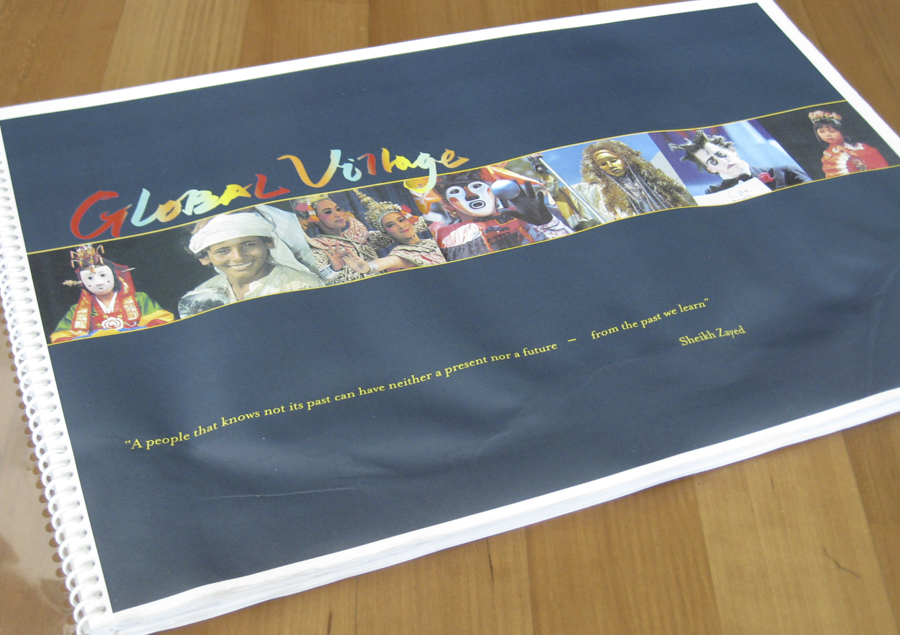 Global Village
"A people that knows not its past can have neither a present nor a future – from the past we learn"
Sheikh Zayed